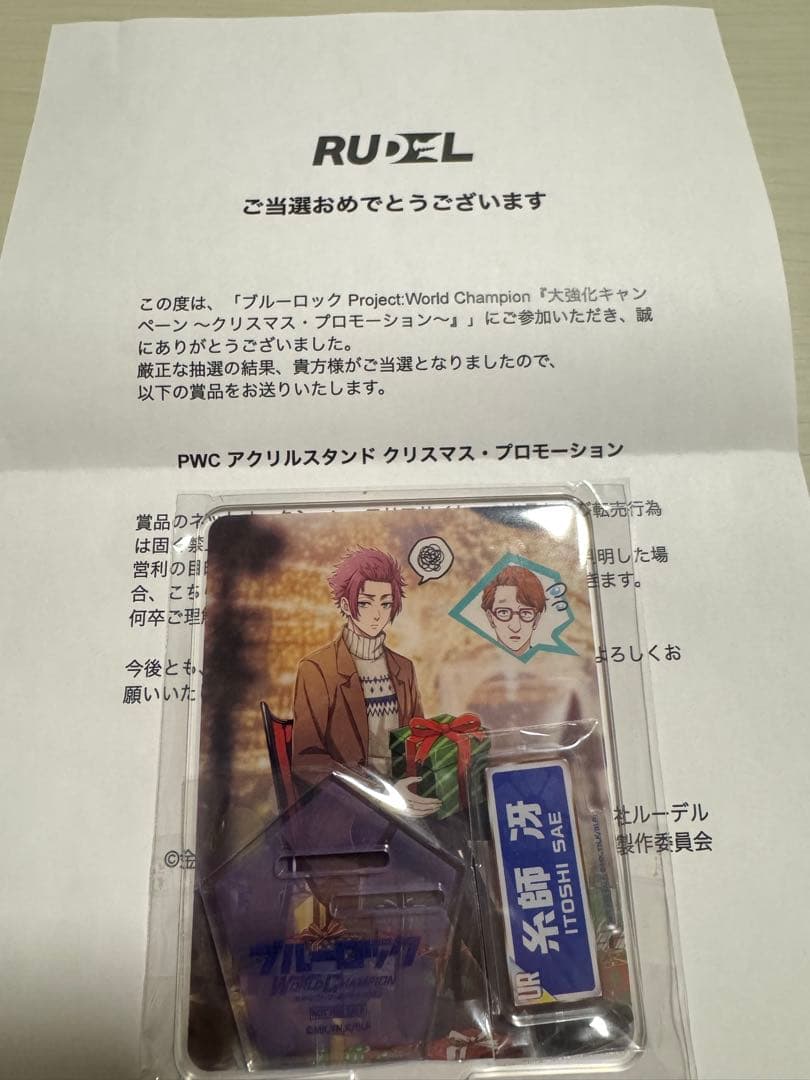 RUDEL
ご当選おめでとうございます
この度は、「ブルーロック Project:World Champion『大強化キャン
ペーン ～クリスマス・プロモーション～』」にご参加いただき、誠
にありがとうございました。
厳正な抽選の結果、貴方様がご当選となりましたので、
以下の賞品をお送りいたします。
PWC アクリルスタンド クリスマス・プロモーション
賞品のネット 転売行為
は固く禁 判明した場
営利の目的
合、こち きます。
何卒ご理解
今後とも、 よろしくお
願いいた
社ルーデル
製作委員会
©金
糸師 冴
ITOSHI SAE
UR
ブルーロック
WORLD CHAMPION